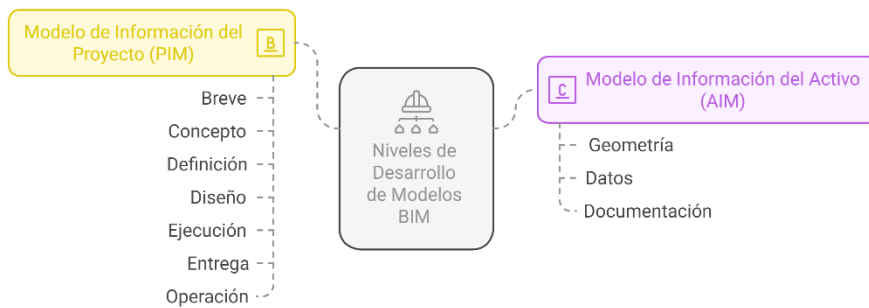 Modelo de Información del
Proyecto (PIM)
B
Breve
Concepto
Definición
Diseño
Ejecución
Entrega
Operación
Niveles de
Desarrollo
de Modelos
BIM
C
Modelo de Información del Activo
(AIM)
Geometría
Datos
Documentación